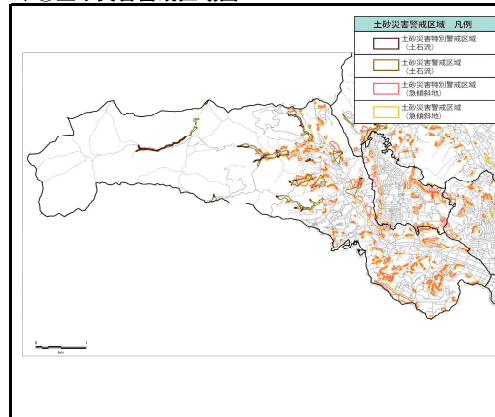 土砂災害警戒区域　凡例
土砂災害特別警戒区域
（土石流）
土砂災害警戒区域
（土石流）
土砂災害特別警戒区域
（急傾斜地）
土砂災害警戒区域
（急傾斜地）
0 1
km